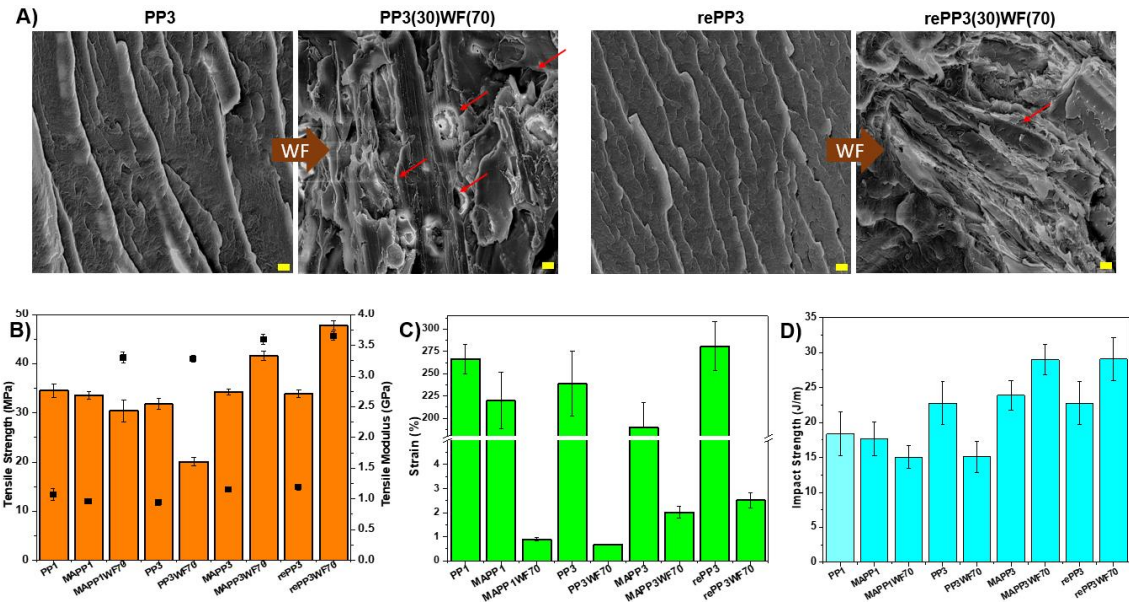 A)
PP3
PP3(30)WF(70)
rePP3
rePP3(30)WF(70)
WF
WF
B)
50
40
30
20
10
0
Tensile Strength (MPa)
4.0
3.5
3.0
2.5
2.0
1.5
1.0
0.5
0.0
Tensile Modulus (GPa)
PP1
MAPP1
MAPP1WF70
PP3
PP3WF70
MAPP3
MAPP3WF70
rePP3
rePP3WF70
C)
300
275
250
225
200
4
3
2
1
0
Strain (%)
PP1
MAPP1
MAPP1WF70
PP3
PP3WF70
MAPP3
MAPP3WF70
rePP3
rePP3WF70
D)
35
30
25
20
15
10
5
0
Impact Strength (J/m)
PP1
MAPP1
MAPP1WF70
PP3
PP3WF70
MAPP3
MAPP3WF70
rePP3
rePP3WF70